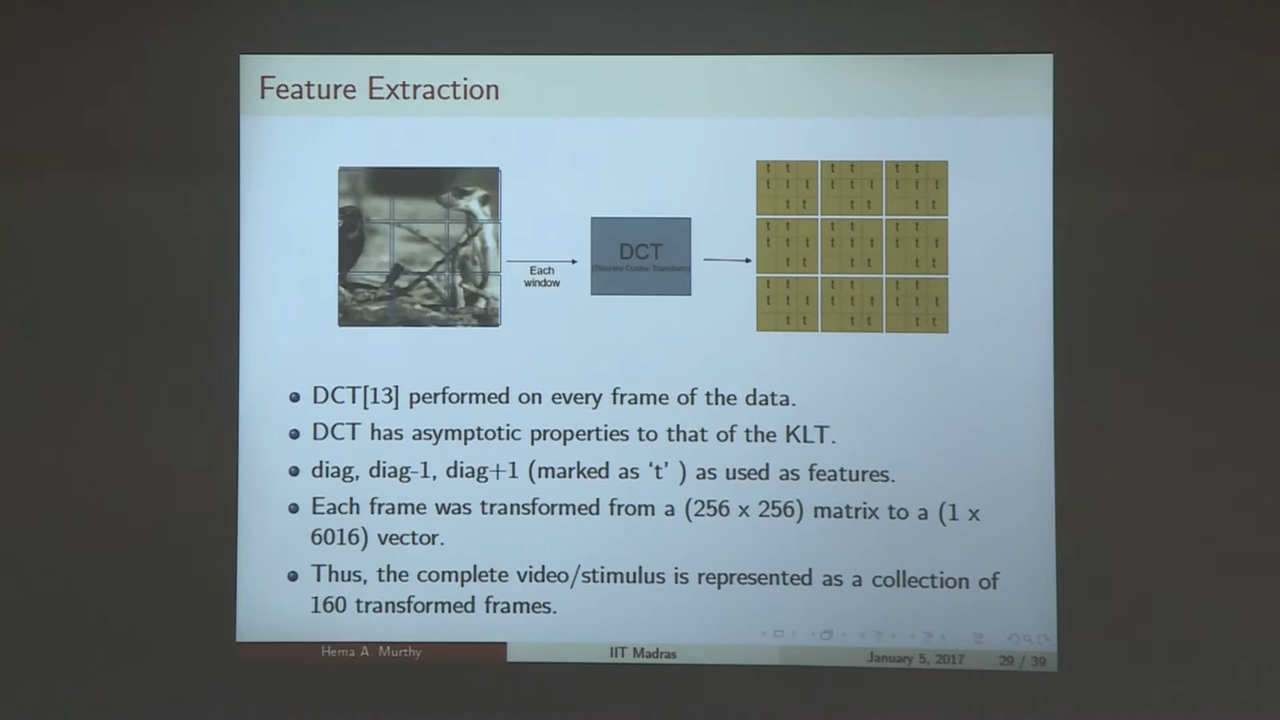 Feature Extraction
Each
window
DCT
(Discrete Cosine Transform)
t t t t t t
t t t t t t t t t
t t t t t t
t t t t t t
t t t t t t t t t
t t t t t t
t t t t t t
t t t t t t t t t
t t t t t t
DCT[13] performed on every frame of the data.
DCT has asymptotic properties to that of the KLT.
diag, diag-1, diag+1 (marked as ‘t’ ) as used as features.
Each frame was transformed from a (256 x 256) matrix to a (1 x
6016) vector.
Thus, the complete video/stimulus is represented as a collection of
160 transformed frames.
Hema A. Murthy IIT Madras January 5, 2017 29 / 39